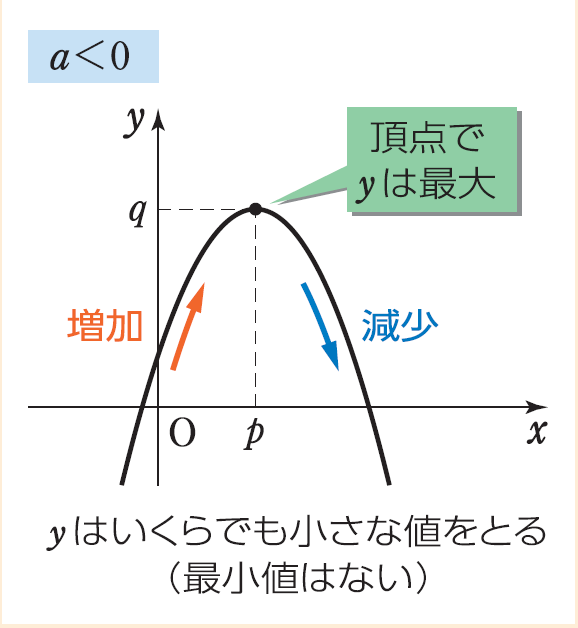 a＜0
y
頂点で
yは最大
q
増加
減少
O
p
x
yはいくらでも小さな値をとる
（最小値はない）